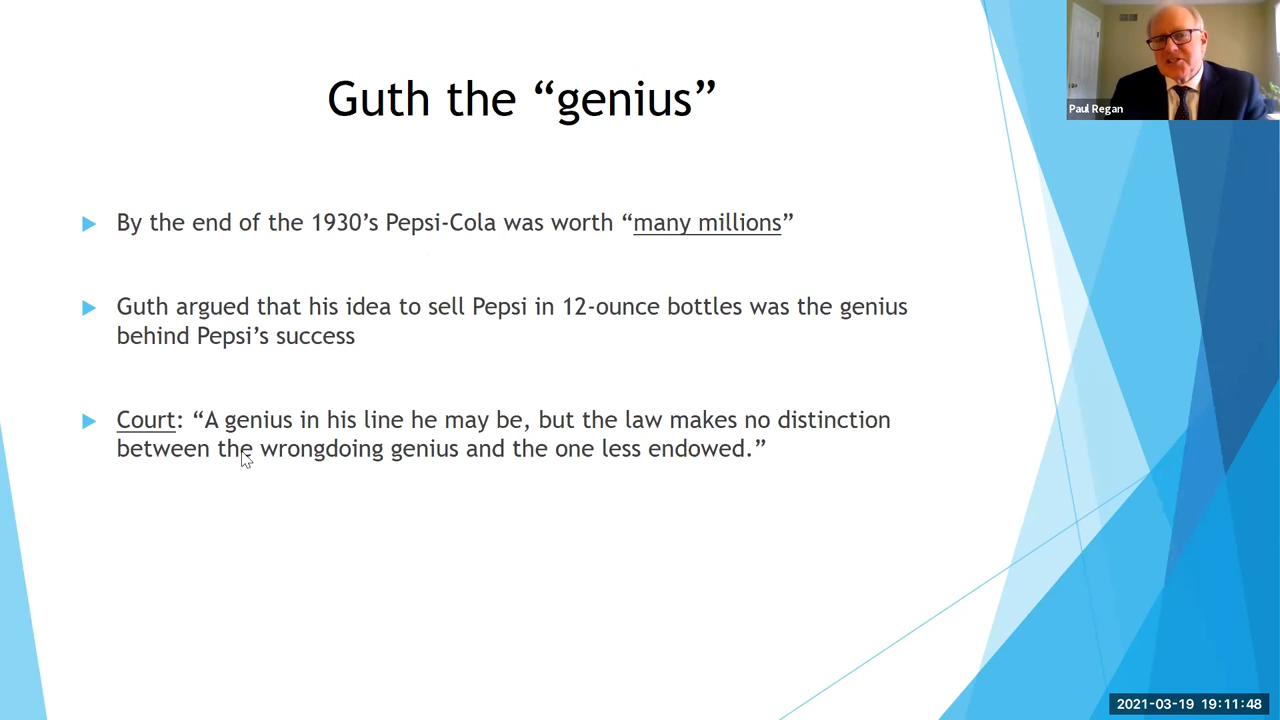 Guth the “genius”
By the end of the 1930’s Pepsi-Cola was worth “many millions”
Guth argued that his idea to sell Pepsi in 12-ounce bottles was the genius
behind Pepsi’s success
Court: “A genius in his line he may be, but the law makes no distinction
between the wrongdoing genius and the one less endowed.”
Paul Regan
2021-03-19 19:11:48